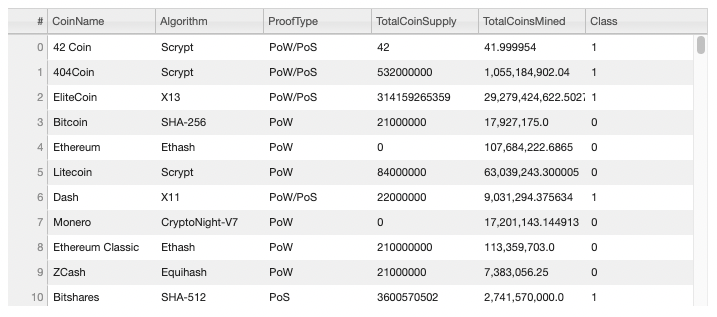 # CoinName Algorithm ProofType TotalCoinSupply TotalCoinsMined Class
0 42 Coin Scrypt PoW/PoS 42 41.999954 1
1 404Coin Scrypt PoW/PoS 532000000 1,055,184,902.04 1
2 EliteCoin X13 PoW/PoS 314159265359 29,279,424,622.5027 1
3 Bitcoin SHA-256 PoW 21000000 17,927,175.0 0
4 Ethereum Ethash PoW 0 107,684,222.6865 0
5 Litecoin Scrypt PoW 84000000 63,039,243.300005 0
6 Dash X11 PoW/PoS 22000000 9,031,294.375634 1
7 Monero CryptoNight-V7 PoW 0 17,201,143.144913 0
8 Ethereum Classic Ethash PoW 210000000 113,359,703.0 0
9 ZCash Equihash PoW 21000000 7,383,056.25 0
10 Bitshares SHA-512 PoS 3600570502 2,741,570,000.0 1